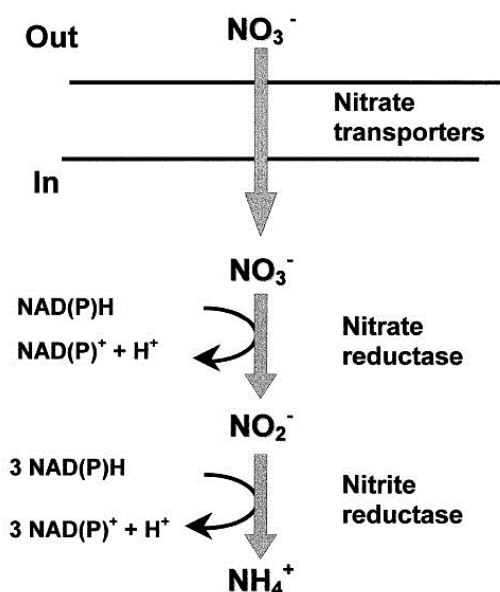 Out
NO₃⁻
Nitrate
transporters
In
NO₃⁻
NAD(P)H
NAD(P)⁺ + H⁺
Nitrate
reductase
NO₂⁻
3 NAD(P)H
3 NAD(P)⁺ + H⁺
Nitrite
reductase
NH₄⁺